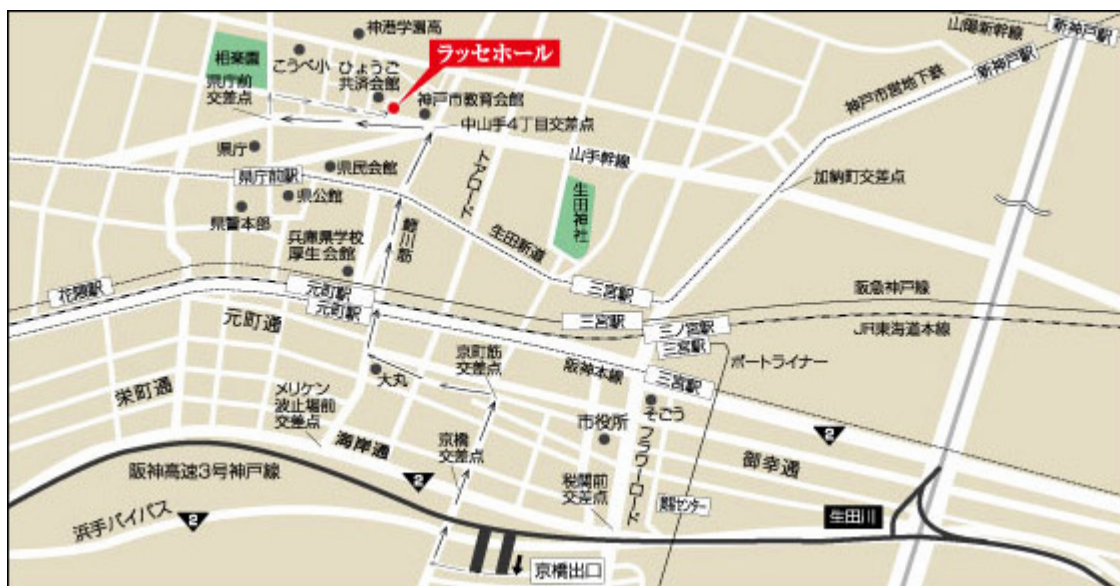 神港学園高
山陽新幹線
新神戸駅
相楽園
こうべ小
ひょうご
共済会館
ラッセホール
県庁前
交差点
神戸市教育会館
中山手4丁目交差点
神戸市営地下鉄
新神戸駅
県庁
県民会館
県庁前駅
県公館
県警本部
トアロード
山手幹線
加納町交差点
生田神社
生田新道
鯉川筋
兵庫県学校
厚生会館
花隈駅
元町駅
元町駅
三宮駅
三宮駅
三ノ宮駅
三宮駅
阪急神戸線
JR東海道本線
元町通
京町筋
交差点
阪神本線
三宮駅
ポートライナー
大丸
栄町通
メリケン
波止場前
交差点
市役所
そごう
フラワーロード
海岸通
京橋
交差点
2
2
御幸通
阪神高速3号神戸線
税関前
交差点
浜手バイパス
2
生田川
京橋出口